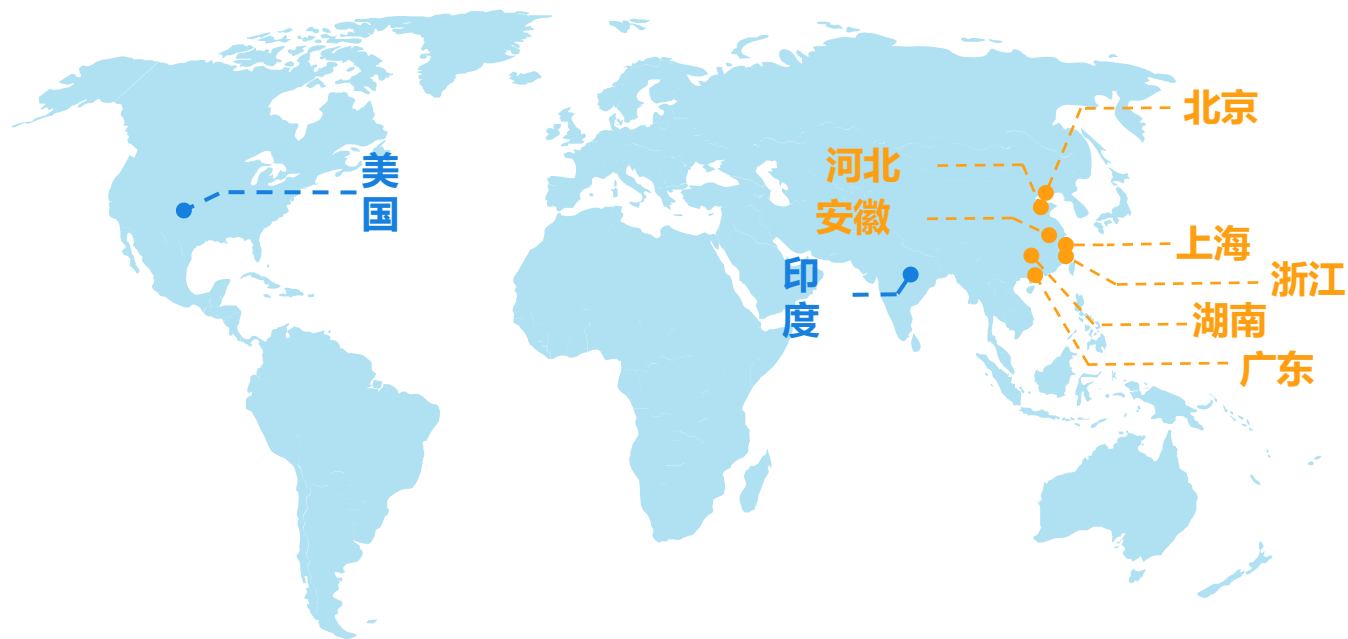 北京
河北
美国
安徽
上海
印度
浙江
湖南
广东